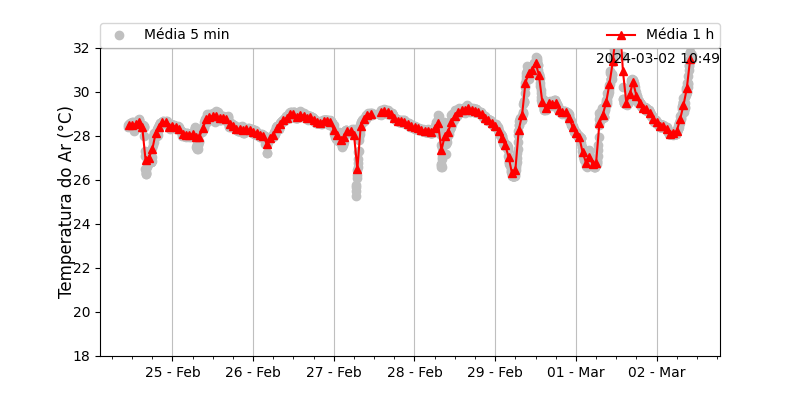 Média 5 min
Média 1 h
2024-03-02 10:49
Temperatura do Ar (°C)
32
30
28
26
24
22
20
18
25 - Feb
26 - Feb
27 - Feb
28 - Feb
29 - Feb
01 - Mar
02 - Mar